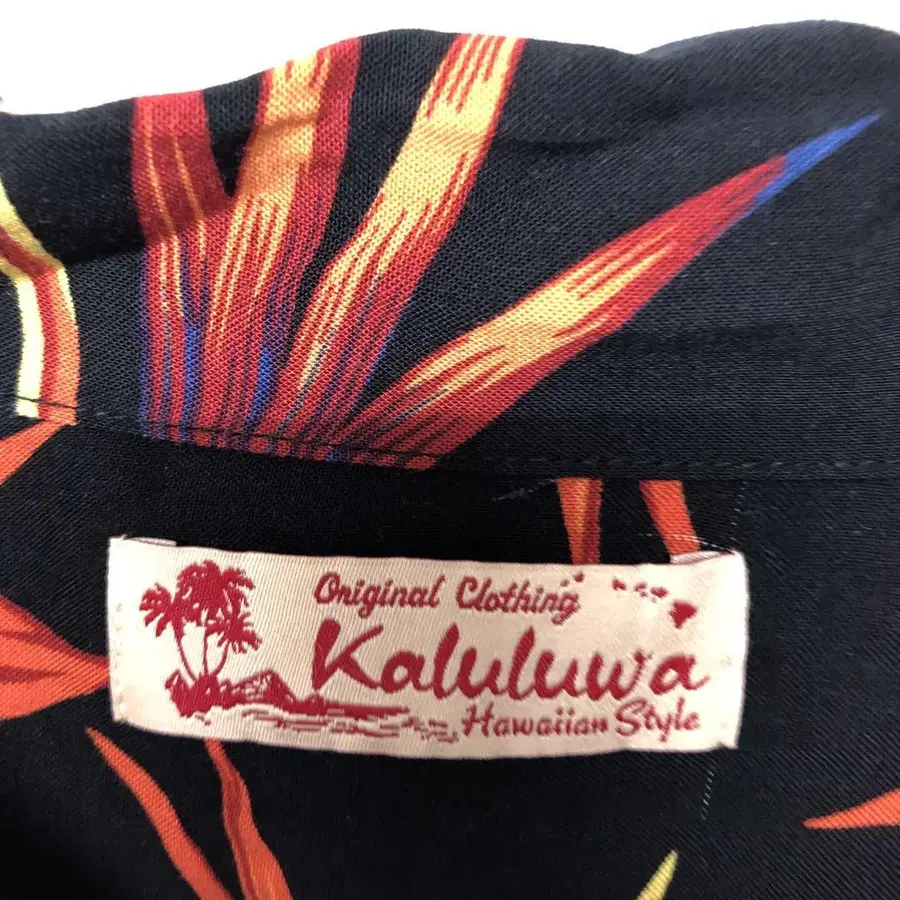 Original Clothing
Kaluluwa
Hawaiian Style